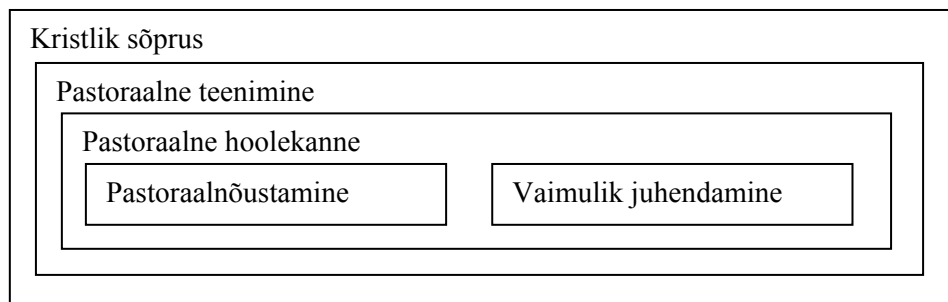 Kristlik sõprus
Pastoraalne teenimine
Pastoraalne hoolekanne
Pastoraalnõustamine
Vaimulik juhendamine